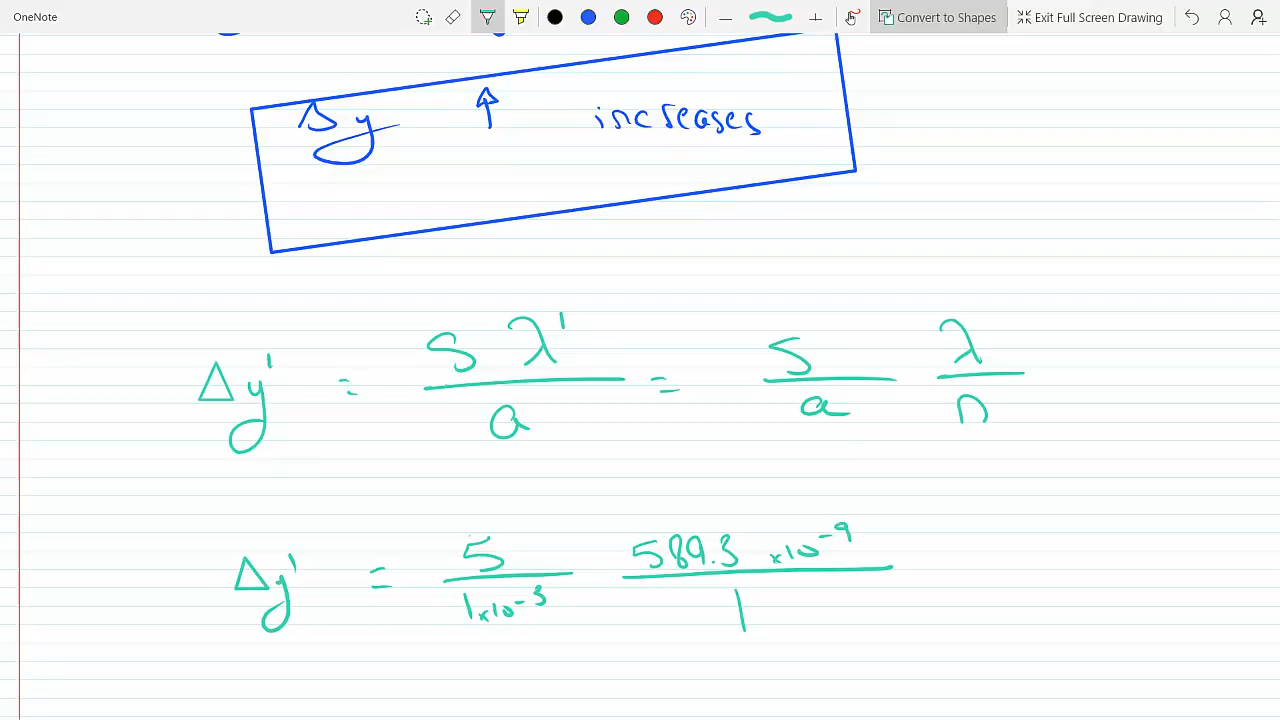 OneNote
Convert to Shapes Exit Full Screen Drawing
Δy ↑ increases
Δy' = s λ' / a = s / a λ / n
Δy' = 5 / 1×10⁻³ 589.3 ×10⁻⁹ / 1